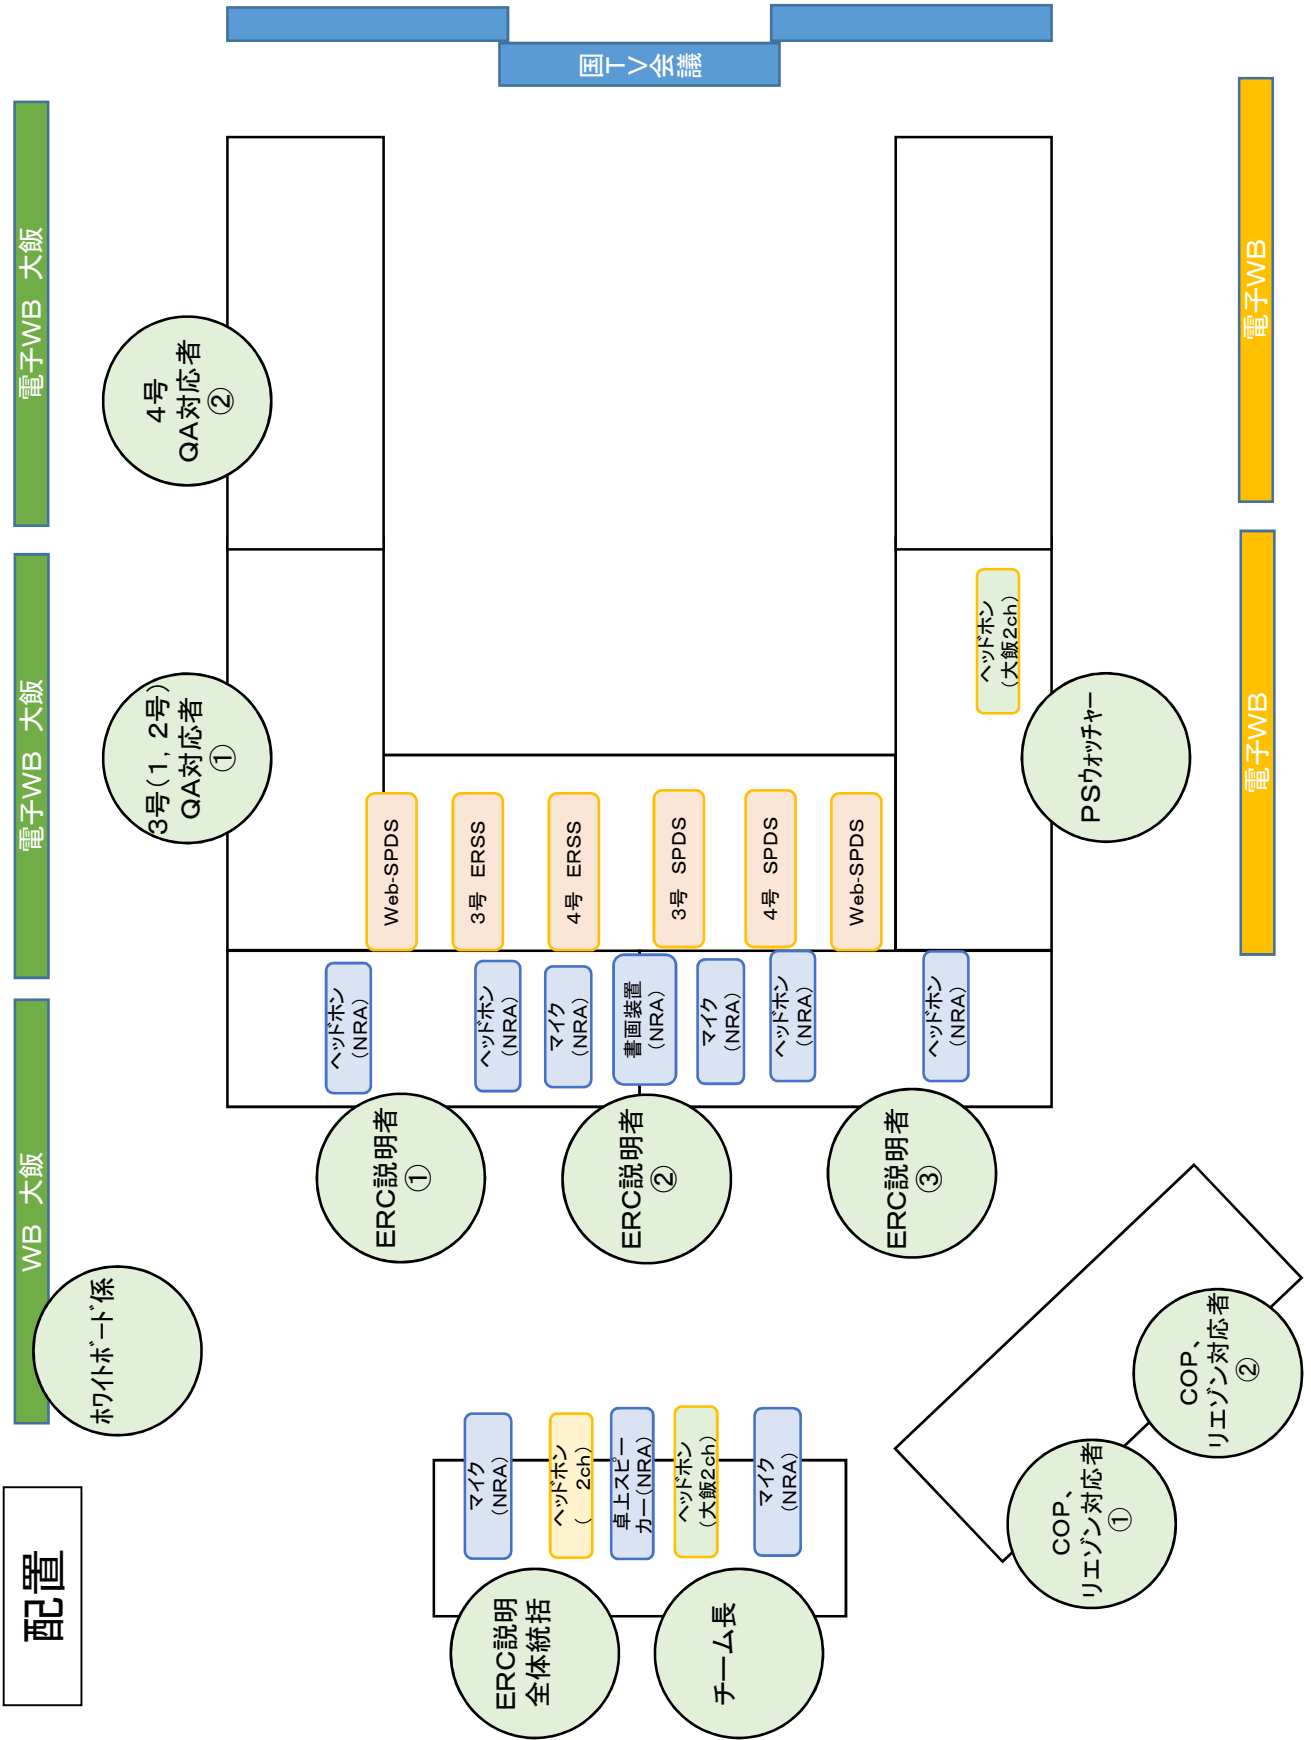 配置
国TV会議
電子WB 大飯
電子WB 大飯
WB 大飯
電子WB
電子WB
4号
QA対応者
②
3号(1,2号)
QA対応者
①
ホワイトボード係
PSウォッチャー
ヘッドホン
(大飯2ch)
Web-SPDS
3号 ERSS
4号 ERSS
3号 SPDS
4号 SPDS
Web-SPDS
ヘッドホン
(NRA)
ヘッドホン
(NRA)
マイク
(NRA)
書画装置
(NRA)
マイク
(NRA)
ヘッドホン
(NRA)
ヘッドホン
(NRA)
ERC説明者
①
ERC説明者
②
ERC説明者
③
マイク
(NRA)
ヘッドホン
( 2ch)
卓上スピー
カー(NRA)
ヘッドホン
(大飯2ch)
マイク
(NRA)
ERC説明
全体統括
チーム長
COP、
リエゾン対応者
①
COP、
リエゾン対応者
②